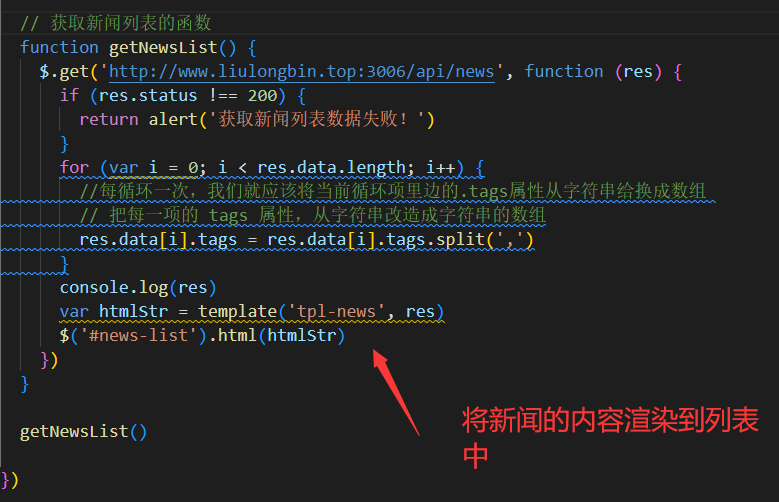 // 获取新闻列表的函数
function getNewsList() {
$.get('http://www.liulongbin.top:3006/api/news', function (res) {
if (res.status !== 200) {
return alert('获取新闻列表数据失败! ')
}
for (var i = 0; i < res.data.length; i++) {
//每循环一次，我们就应该将当前循环项里边的.tags属性从字符串给换成数组
// 把每一项的 tags 属性，从字符串改造成字符串的数组
res.data[i].tags = res.data[i].tags.split(',')
}
console.log(res)
var htmlStr = template('tpl-news', res)
$('#news-list').html(htmlStr)
})
}
getNewsList()
})
将新闻的内容渲染到列表
中